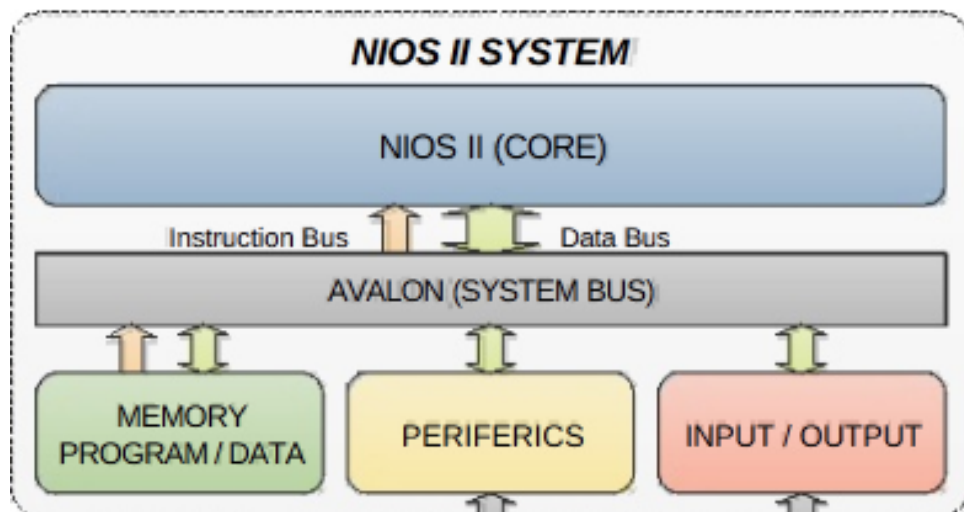 NIOS II SYSTEM
NIOS II (CORE)
Instruction Bus
Data Bus
AVALON (SYSTEM BUS)
MEMORY
PROGRAM / DATA
PERIFERICS
INPUT / OUTPUT